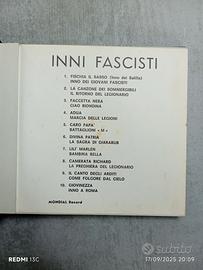 INNI FASCISTI
1. FISCHIA IL SASSO (Inno dei Balilla)
INNO DEI GIOVANI FASCISTI
2. LA CANZONE DEI SOMMERGIBILI
IL RITORNO DEL LEGIONARIO
3. FACCETTA NERA
CIAO BIONDINA
4. ADUA
MARCIA DELLE LEGIONI
5. CARO PAPA'
BATTAGLIONI « M »
6. DIVINA PATRIA
LA SAGRA DI GIARABUB
7. LILI' MARLEN
BAMBINA BELLA
8. CAMERATA RICHARD
LA PREGHIERA DEL LEGIONARIO
9. IL CANTO DEGLI ARDITI
COME FOLGORE DAL CIELO
10. GIOVINEZZA
INNO A ROMA
MONDIAL Record
REDMI 13C
17/09/2025 20:09
subito